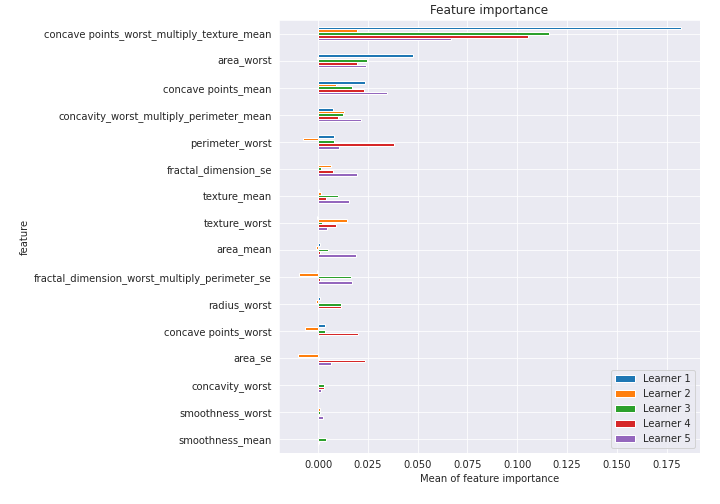 Feature importance
concave points_worst_multiply_texture_mean
area_worst
concave points_mean
concavity_worst_multiply_perimeter_mean
perimeter_worst
fractal_dimension_se
texture_mean
texture_worst
area_mean
fractal_dimension_worst_multiply_perimeter_se
radius_worst
concave points_worst
area_se
concavity_worst
smoothness_worst
smoothness_mean
feature
Learner 1
Learner 2
Learner 3
Learner 4
Learner 5
0.000 0.025 0.050 0.075 0.100 0.125 0.150 0.175
Mean of feature importance